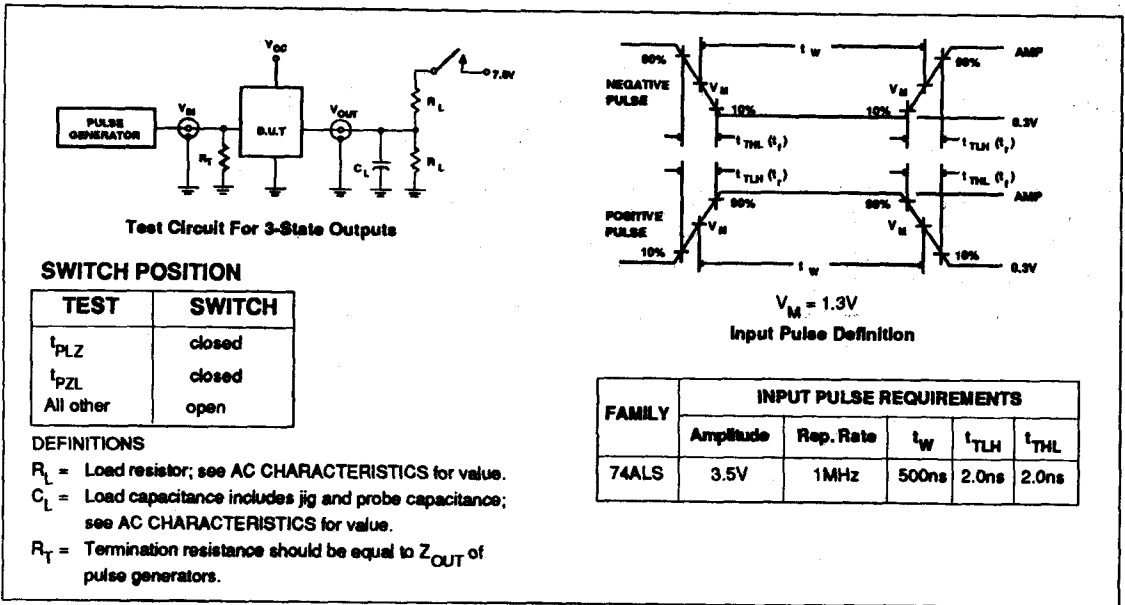 VCC
7.0V
RL
PULSE GENERATOR
VIN
D.U.T
VOUT
RT
CL
RL
Test Circuit For 3-State Outputs
SWITCH POSITION
TEST SWITCH
tPLZ closed
tPZL closed
All other open
DEFINITIONS
RL = Load resistor; see AC CHARACTERISTICS for value.
CL = Load capacitance includes jig and probe capacitance;
see AC CHARACTERISTICS for value.
RT = Termination resistance should be equal to ZOUT of
pulse generators.
90% tw 90% AMP
NEGATIVE
PULSE
VM VM
10% 10% 0.3V
tTHL (tf) tTLH (tr)
tTLH (tr) tTHL (tf)
90% 90% AMP
POSITIVE
PULSE
VM VM
10% tw 10% 0.3V
VM = 1.3V
Input Pulse Definition
FAMILY INPUT PULSE REQUIREMENTS
Amplitude Rep. Rate tW tTLH tTHL
74ALS 3.5V 1MHz 500ns 2.0ns 2.0ns